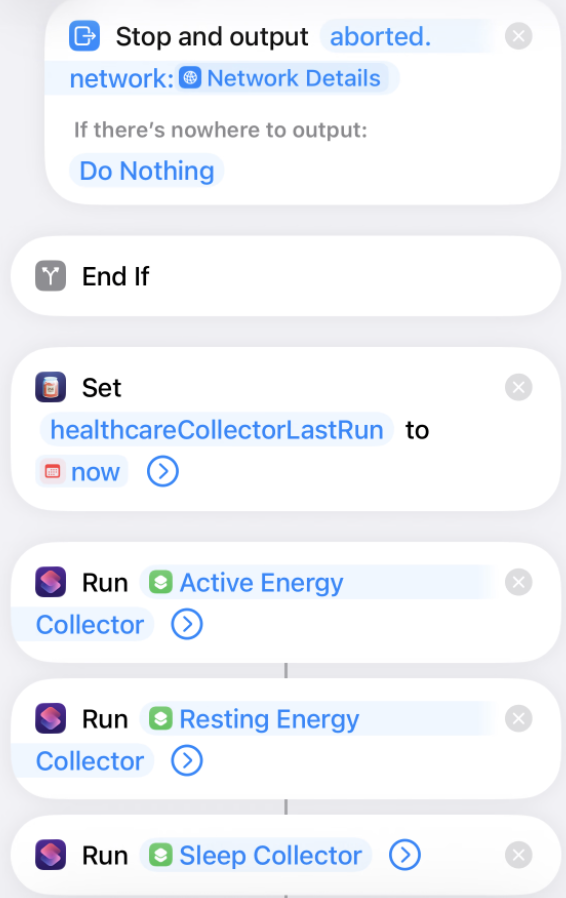 Stop and output aborted.
network: Network Details
If there's nowhere to output:
Do Nothing
End If
Set
healthcareCollectorLastRun to
now
Run Active Energy
Collector
Run Resting Energy
Collector
Run Sleep Collector